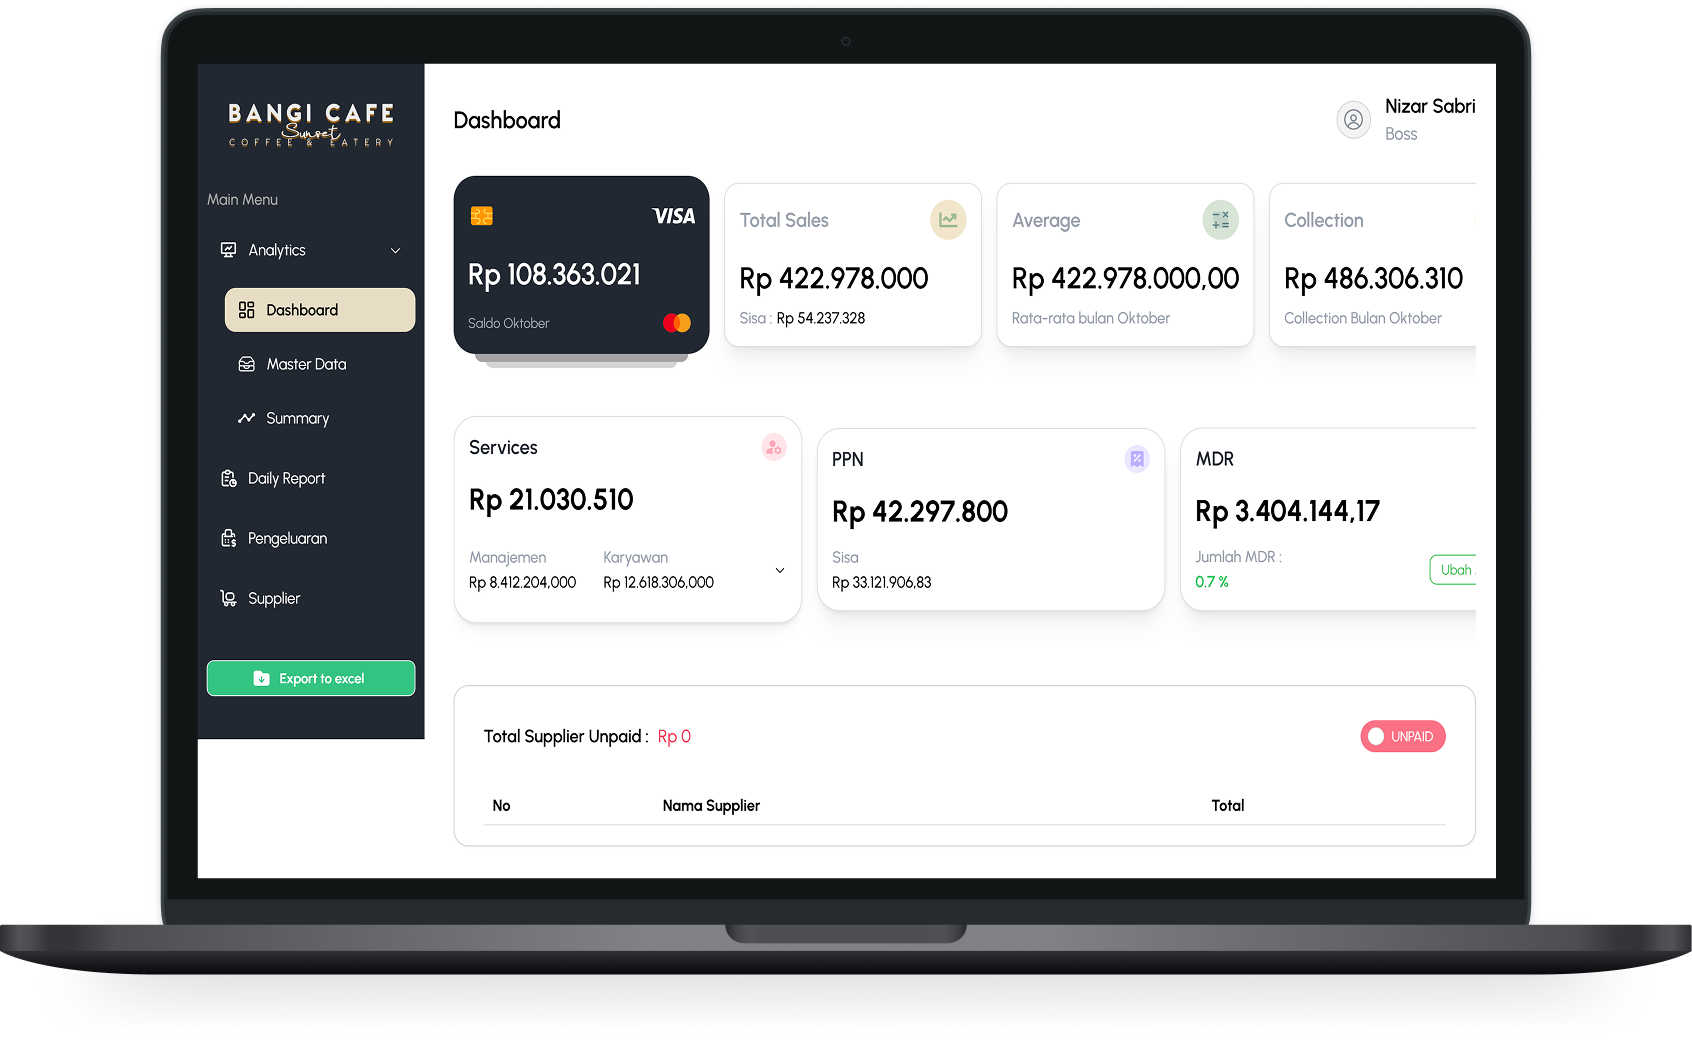 BANGI CAFE
Sunset
COFFEE & EATERY
Main Menu
Analytics
Dashboard
Master Data
Summary
Daily Report
Pengeluaran
Supplier
Export to excel
Dashboard
Nizar Sabri
Boss
VISA
Rp 108.363.021
Saldo Oktober
Total Sales
Rp 422.978.000
Sisa : Rp 54.237.328
Average
Rp 422.978.000,00
Rata-rata bulan Oktober
Collection
Rp 486.306.310
Collection Bulan Oktober
Services
Rp 21.030.510
Manajemen Karyawan
Rp 8.412.204,000 Rp 12.618.306,000
PPN
Rp 42.297.800
Sisa
Rp 33.121.906,83
MDR
Rp 3.404.144,17
Jumlah MDR :
0.7 %
Ubah
Total Supplier Unpaid : Rp 0
UNPAID
No Nama Supplier Total